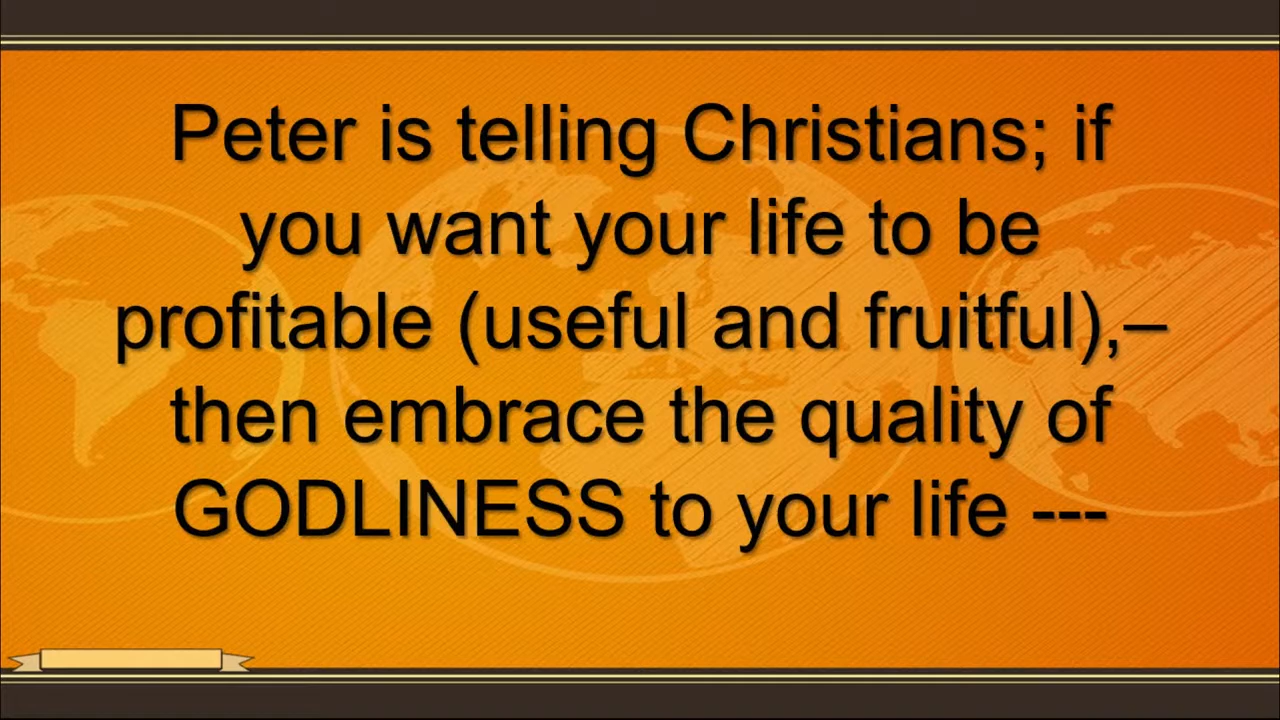 Peter is telling Christians; if
you want your life to be
profitable (useful and fruitful),–
then embrace the quality of
GODLINESS to your life ---